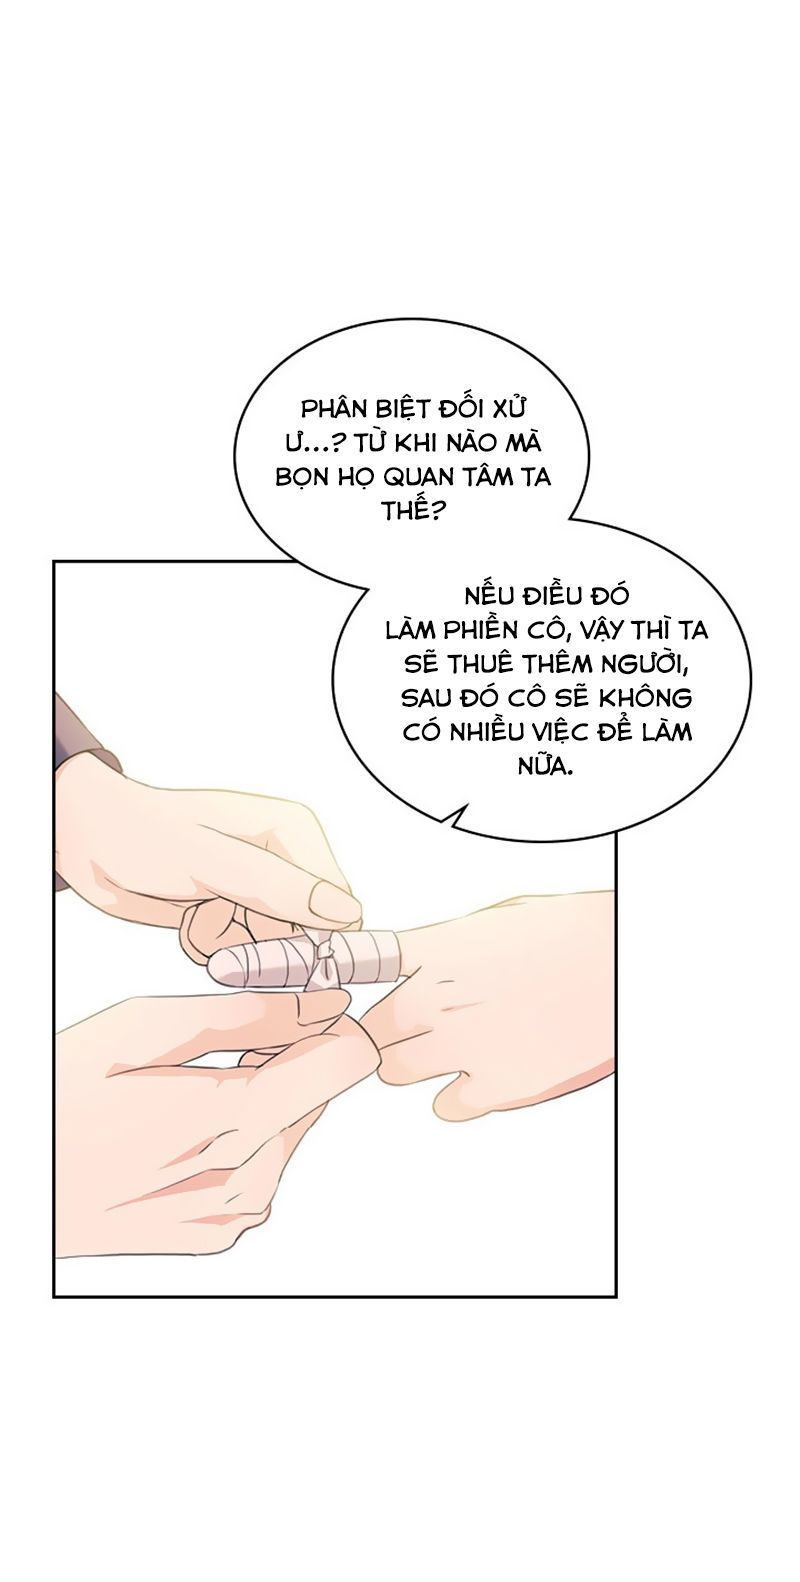 PHÂN BIỆT ĐỐI XỬ
Ư...? TỪ KHI NÀO MÀ
BỌN HỌ QUAN TÂM TA
THẾ?
NẾU ĐIỀU ĐÓ
LÀM PHIỀN CÔ, VẬY THÌ TA
SẼ THUÊ THÊM NGƯỜI,
SAU ĐÓ CÔ SẼ KHÔNG
CÓ NHIỀU VIỆC ĐỂ LÀM
NỮA.